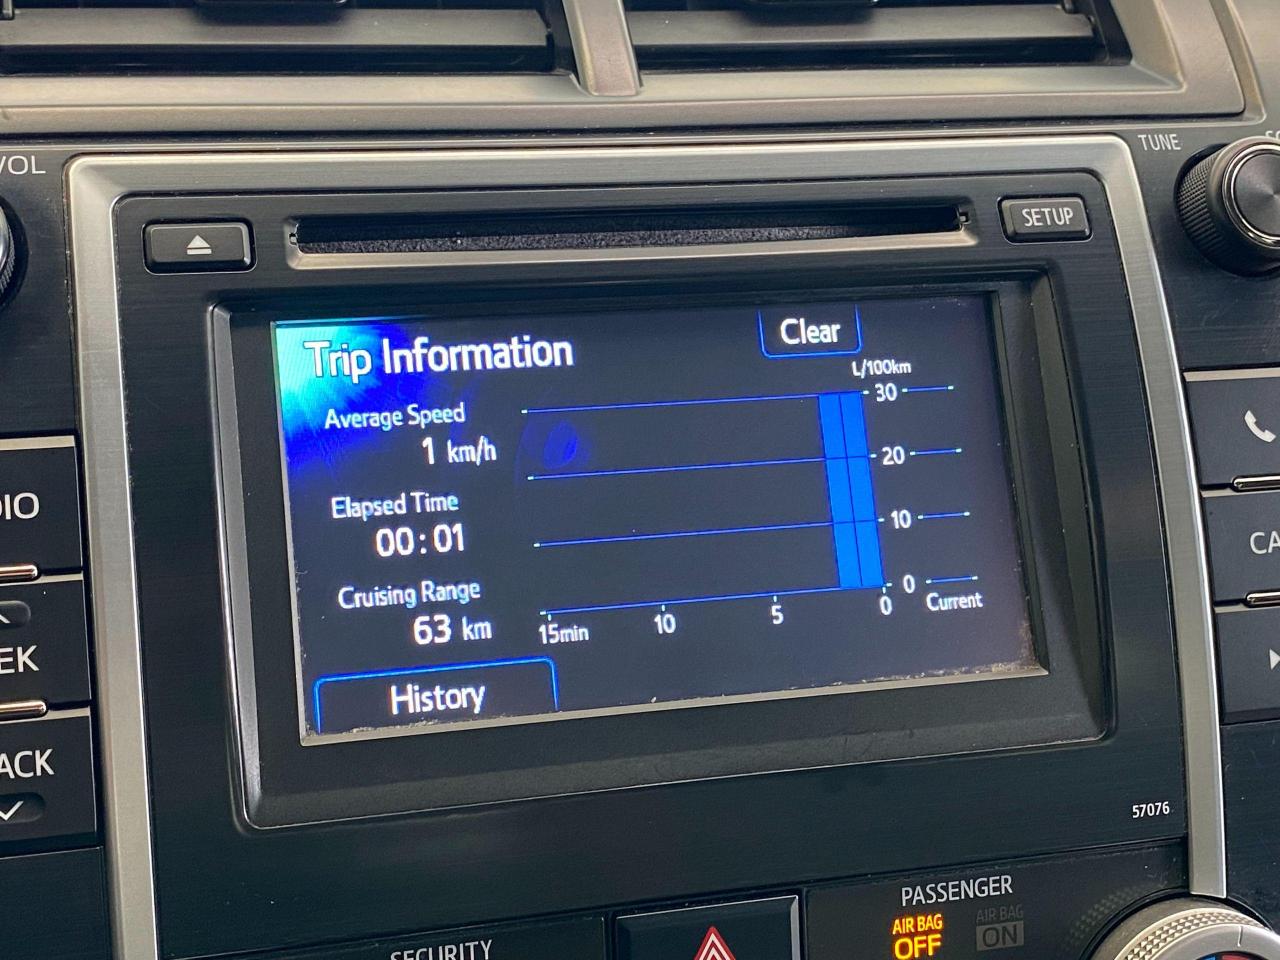 VOL
TUNE
SETUP
Trip Information
Clear
L/100km
Average Speed
1 km/h
30
20
10
0
Elapsed Time
00:01
Cruising Range
63 km
15min
10
5
0
Current
History
DIO
EK
ACK
CA
57076
PASSENGER
AIR BAG
OFF
AIR BAG
ON
SECURITY